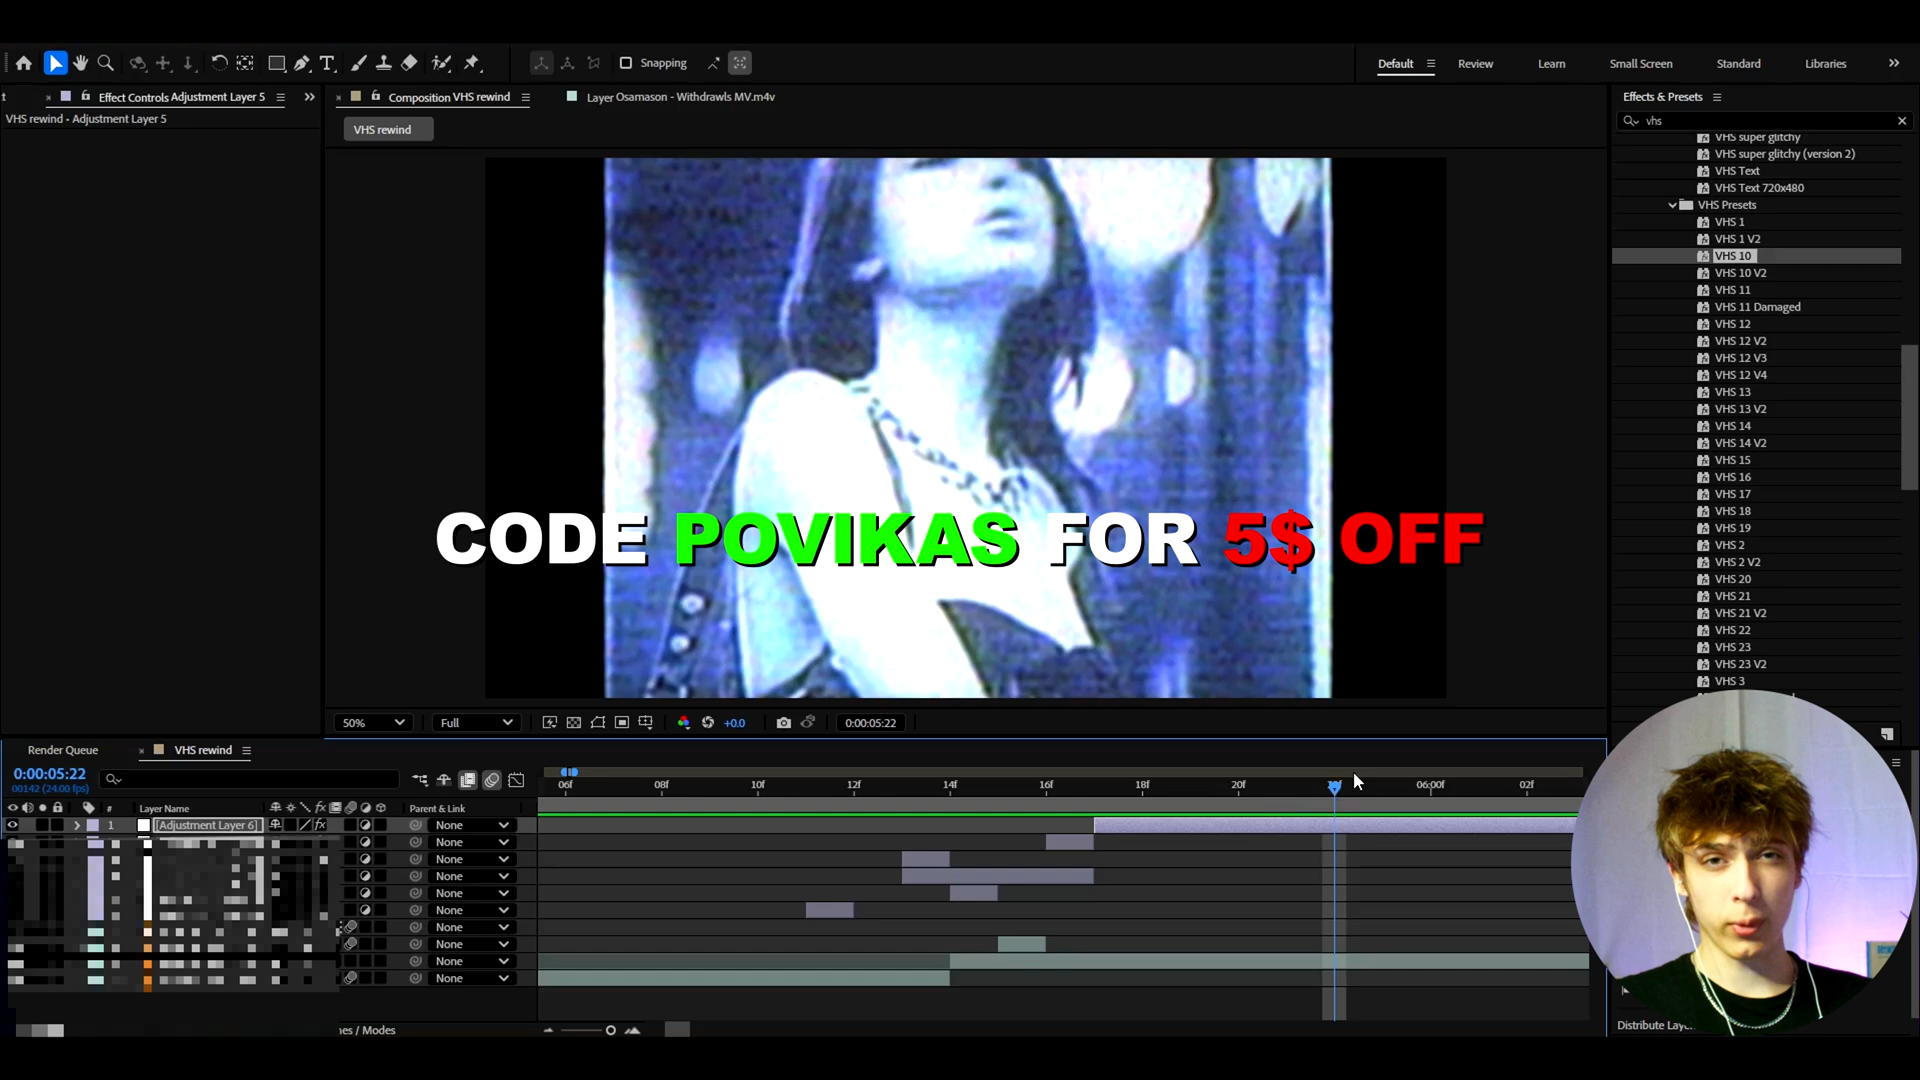 Snapping
Default
Review
Learn
Small Screen
Standard
Libraries
Effect Controls Adjustment Layer 5
Composition VHS rewind
Layer Osamason - Withdrawls MV.m4v
Effects & Presets
VHS rewind • Adjustment Layer 5
VHS rewind
vhs
VHS super glitchy
VHS super glitchy (version 2)
VHS Text
VHS Text 720x480
VHS Presets
VHS 1
VHS 1 V2
VHS 10
VHS 10 V2
VHS 11
VHS 11 Damaged
VHS 12
VHS 12 V2
VHS 12 V3
VHS 12 V4
VHS 13
VHS 13 V2
VHS 14
VHS 14 V2
VHS 15
VHS 16
VHS 17
VHS 18
VHS 19
VHS 2
VHS 2 V2
VHS 20
VHS 21
VHS 21 V2
VHS 22
VHS 23
VHS 23 V2
VHS 3
CODE POVIKAS FOR 5$ OFF
50%
Full
+0.0
0:00:05:22
Render Queue
VHS rewind
0:00:05:22
00142 (24.00 fps)
06f 08f 10f 12f 14f 16f 18f 20f 06:00f 02f
# Layer Name
Parent & Link
1 [Adjustment Layer 6] None
None
None
None
None
None
None
None
None
None
nes / Modes
Distribute Lay